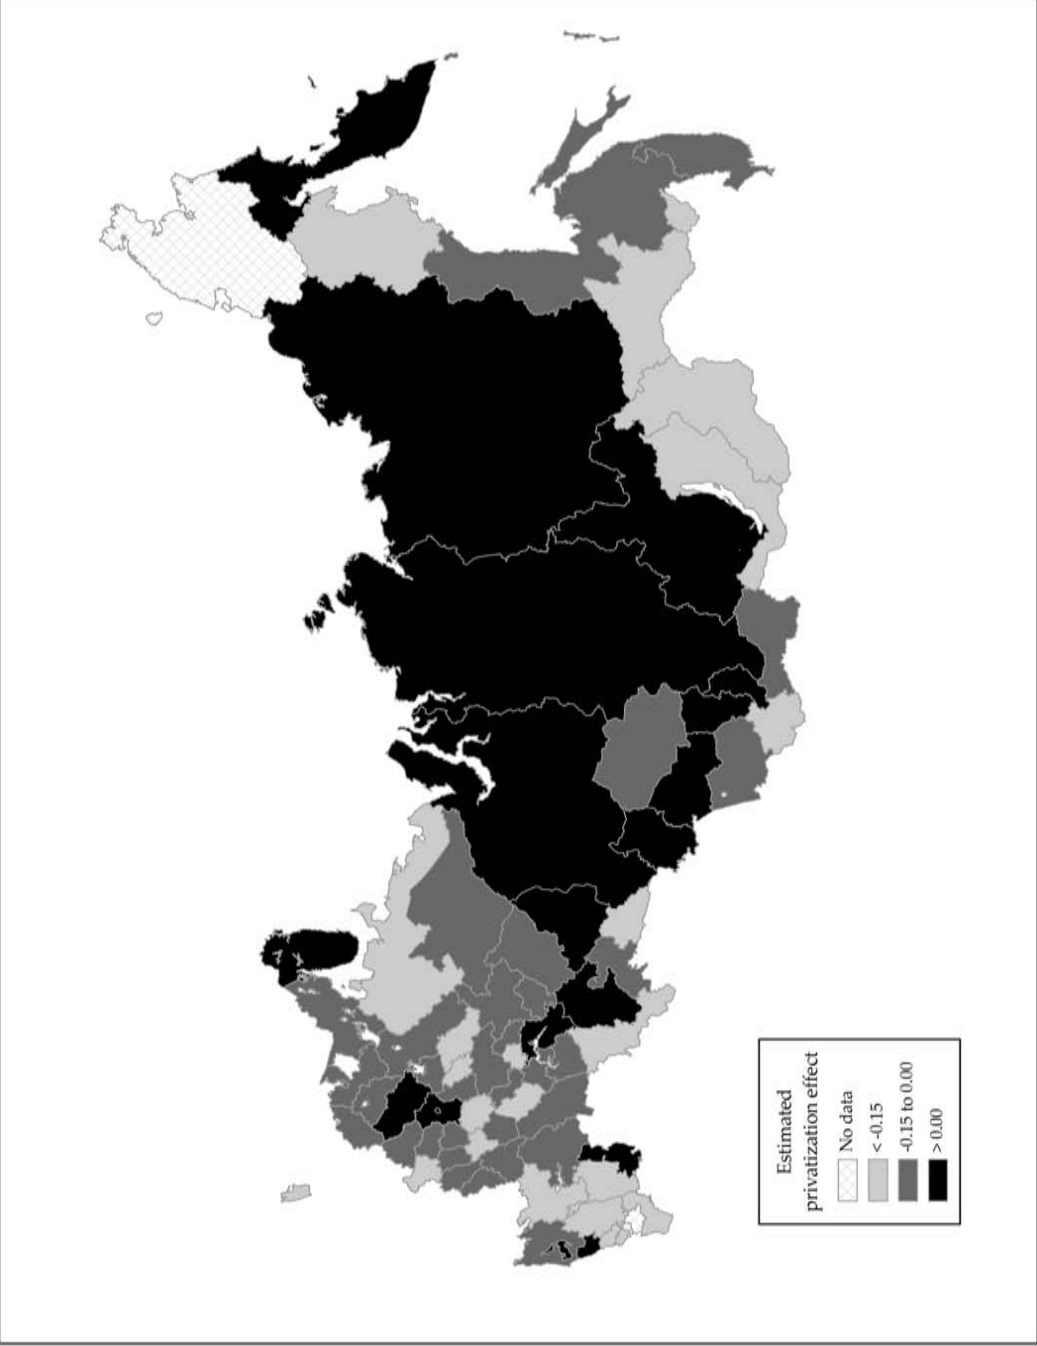 Estimated
privatization effect
No data
< -0.15
-0.15 to 0.00
> 0.00